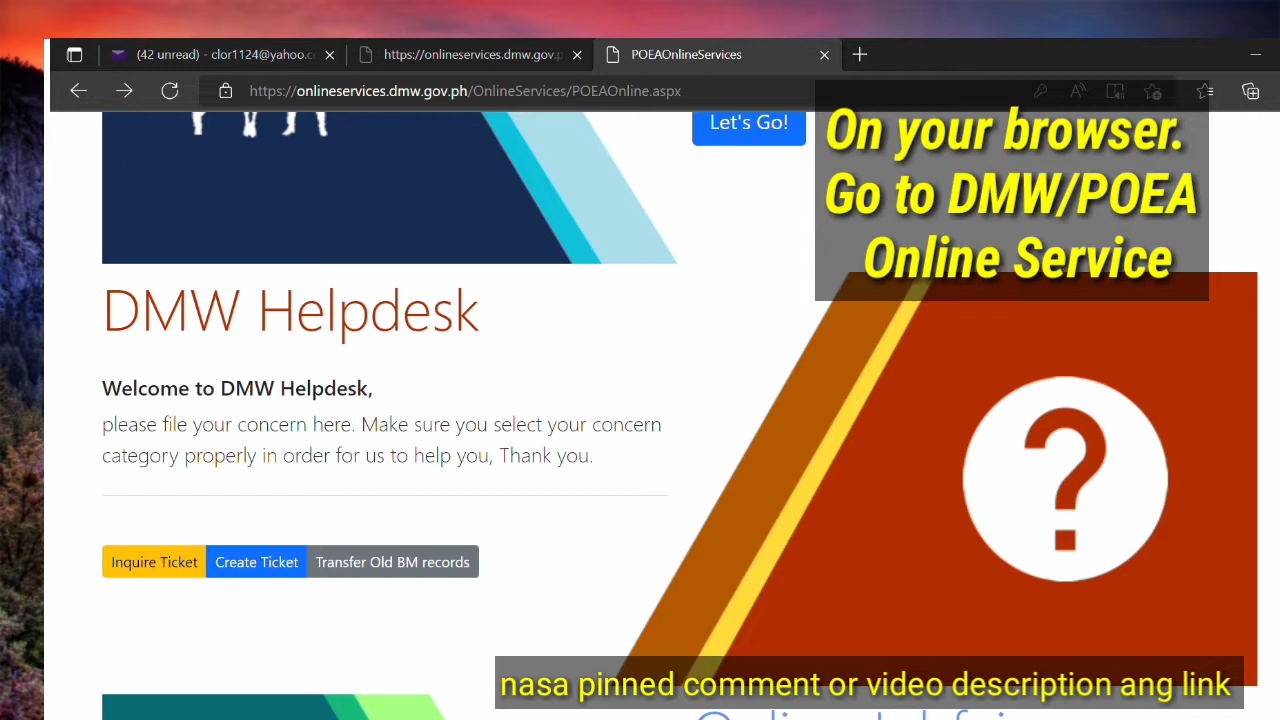 (42 unread) - clor1124@yahoo.c
https://onlineservices.dmw.gov.p
POEAOnlineServices
https://onlineservices.dmw.gov.ph/OnlineServices/POEAOnline.aspx
Let's Go!
On your browser.
Go to DMW/POEA
Online Service
DMW Helpdesk
Welcome to DMW Helpdesk,
please file your concern here. Make sure you select your concern
category properly in order for us to help you, Thank you.
Inquire Ticket
Create Ticket
Transfer Old BM records
nasa pinned comment or video description ang link